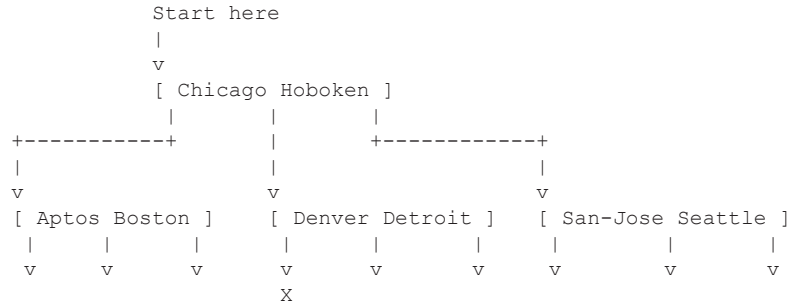 Start here
|
v
[ Chicago Hoboken ]
| | |
+-----------+ | +------------+
| | |
v v v
[ Aptos Boston ] [ Denver Detroit ] [ San-Jose Seattle ]
| | | | | | | | |
v v v v v v v v v
X